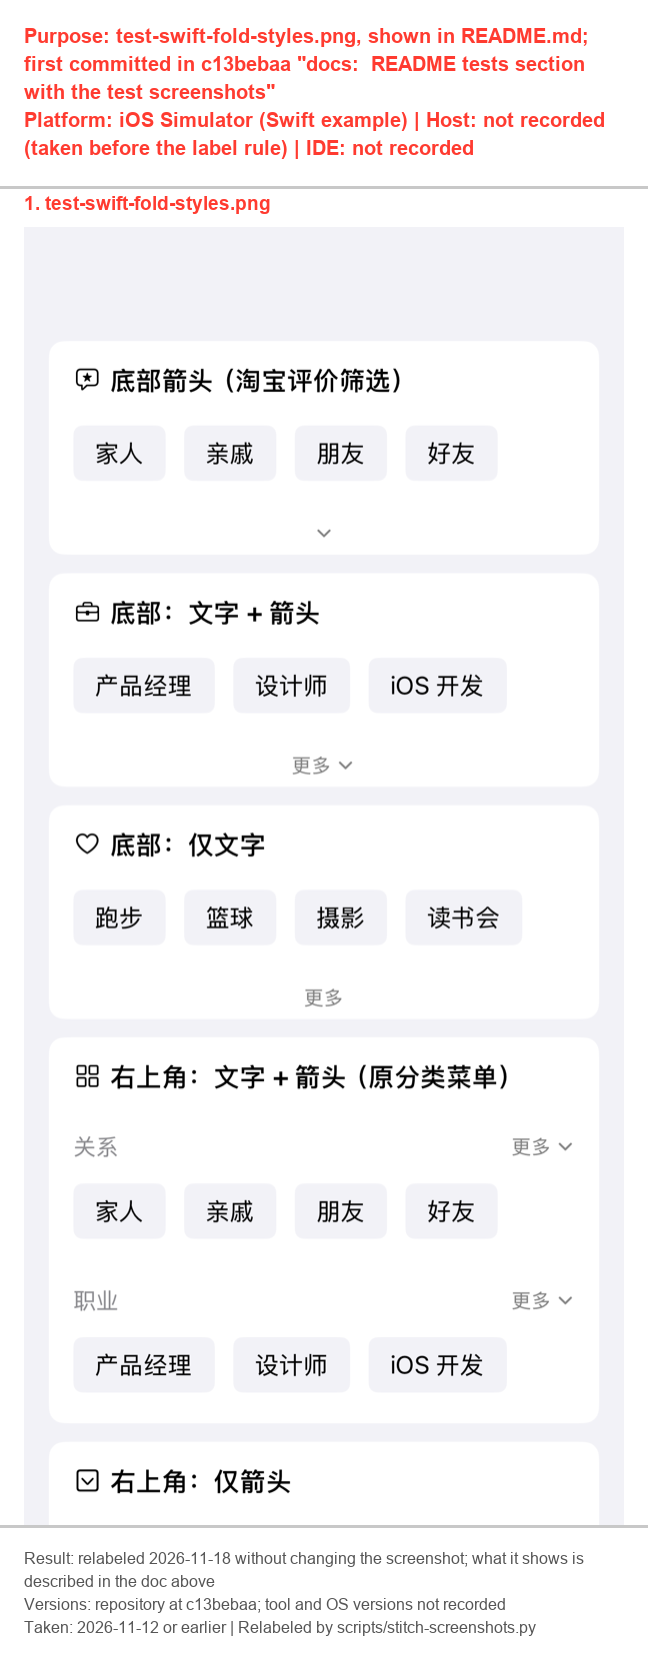 Purpose: test-swift-fold-styles.png, shown in README.md;
first committed in c13bebaa "docs:  README tests section
with the test screenshots"
Platform: iOS Simulator (Swift example) | Host: not recorded
(taken before the label rule) | IDE: not recorded
1. test-swift-fold-styles.png
底部箭头（淘宝评价筛选）
家人 亲戚 朋友 好友
底部：文字 + 箭头
产品经理 设计师 iOS 开发
更多
底部：仅文字
跑步 篮球 摄影 读书会
更多
右上角：文字 + 箭头（原分类菜单）
关系 更多
家人 亲戚 朋友 好友
职业 更多
产品经理 设计师 iOS 开发
右上角：仅箭头
Result: relabeled 2026-11-18 without changing the screenshot; what it shows is
described in the doc above
Versions: repository at c13bebaa; tool and OS versions not recorded
Taken: 2026-11-12 or earlier | Relabeled by scripts/stitch-screenshots.py